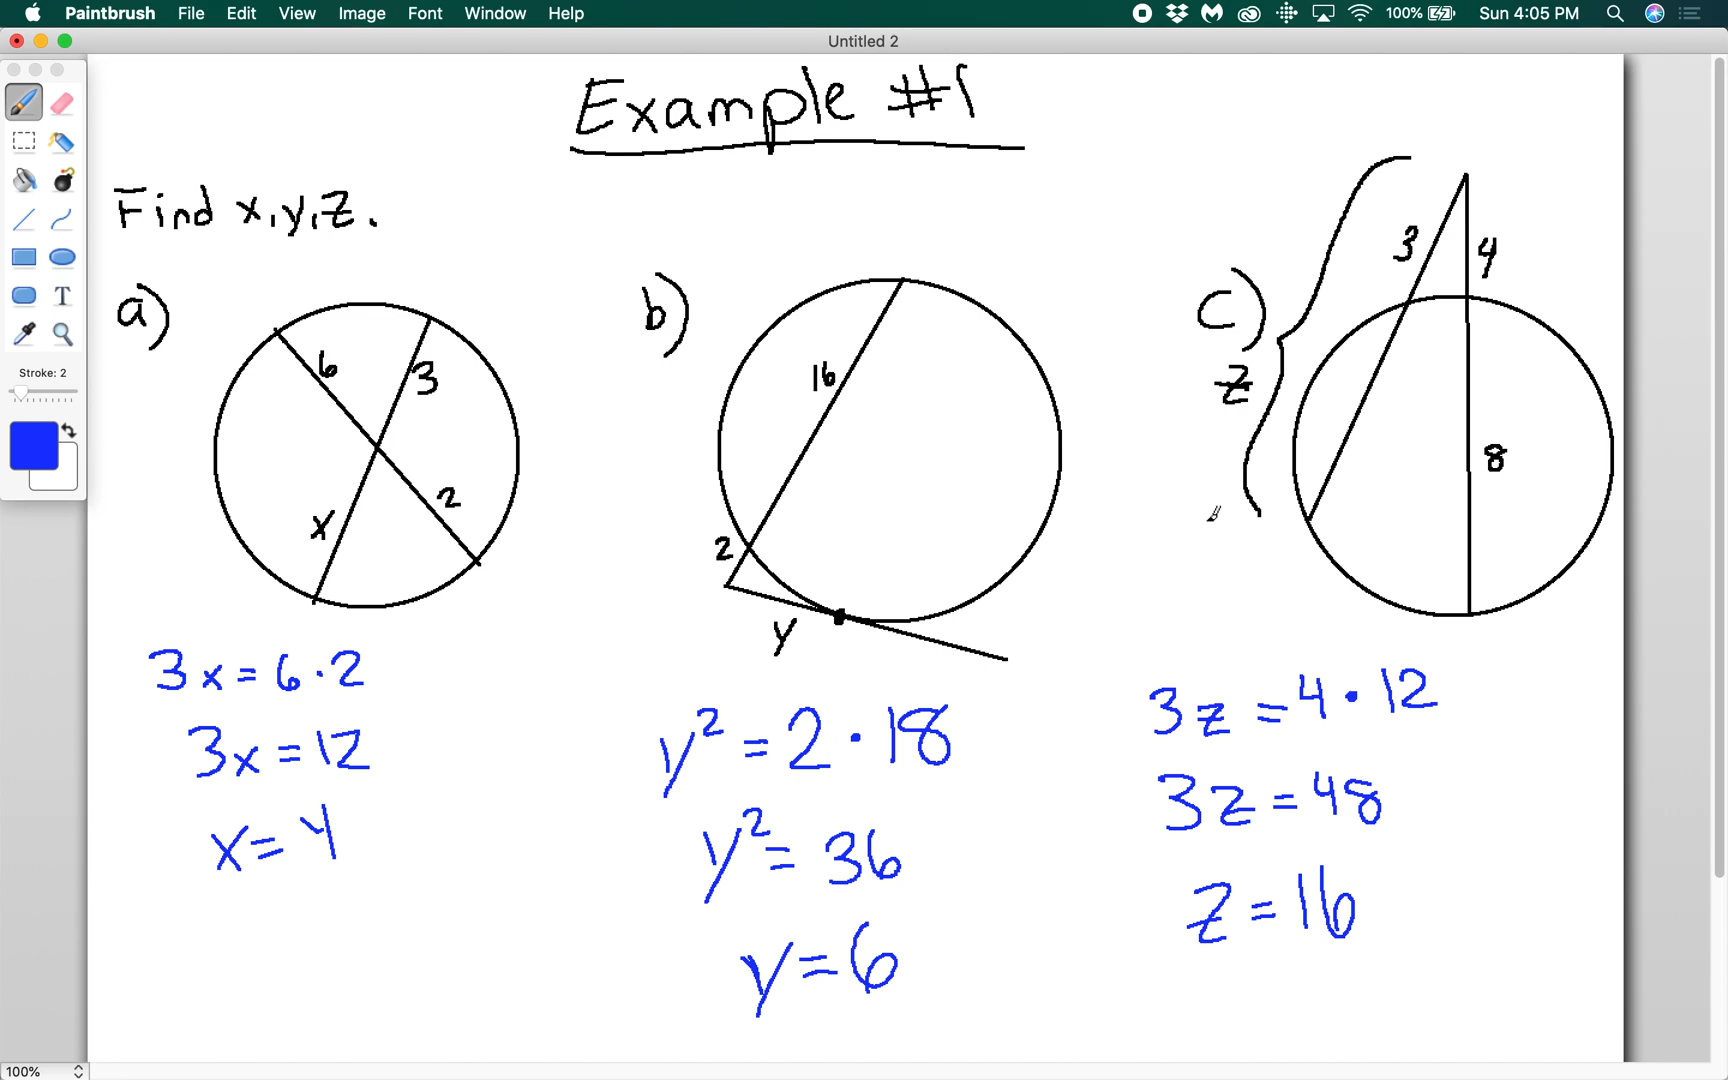 Paintbrush File Edit View Image Font Window Help 100% Sun 4:05 PM
Untitled 2
Example #1
Find x,y,z.
a)
6
3
x
2
3x = 6·2
3x = 12
x = 4
b)
16
2
y
y² = 2·18
y² = 36
y = 6
c)
z
3
4
8
3z = 4·12
3z = 48
z = 16
T
Stroke: 2
100%